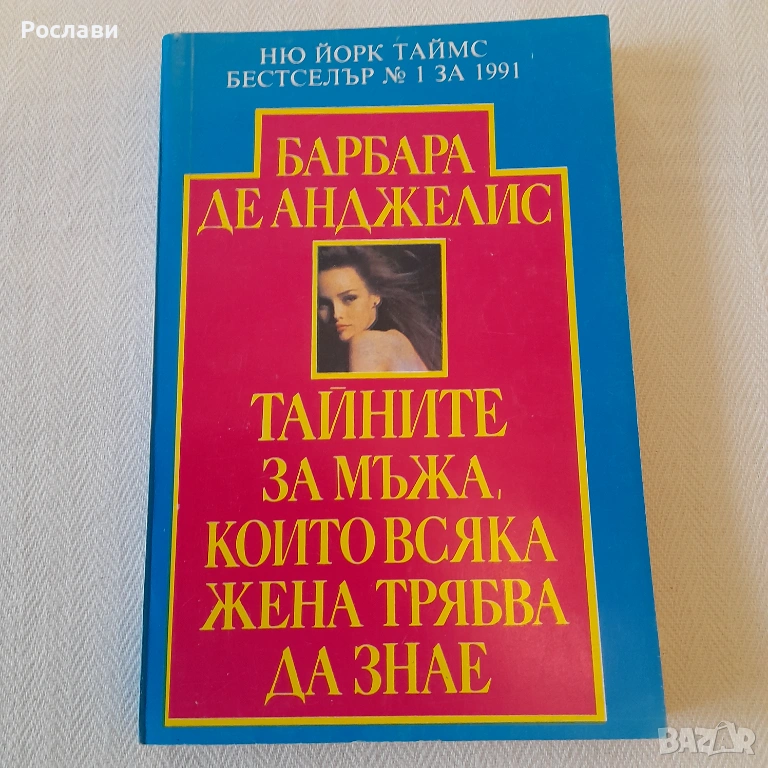 Рослави
НЮ ЙОРК ТАЙМС
БЕСТСЕЛЪР № 1 ЗА 1991
БАРБАРА
ДЕ АНДЖЕЛИС
ТАЙНИТЕ
ЗА МЪЖА,
КОИТО ВСЯКА
ЖЕНА ТРЯБВА
ДА ЗНАЕ
BAZAR